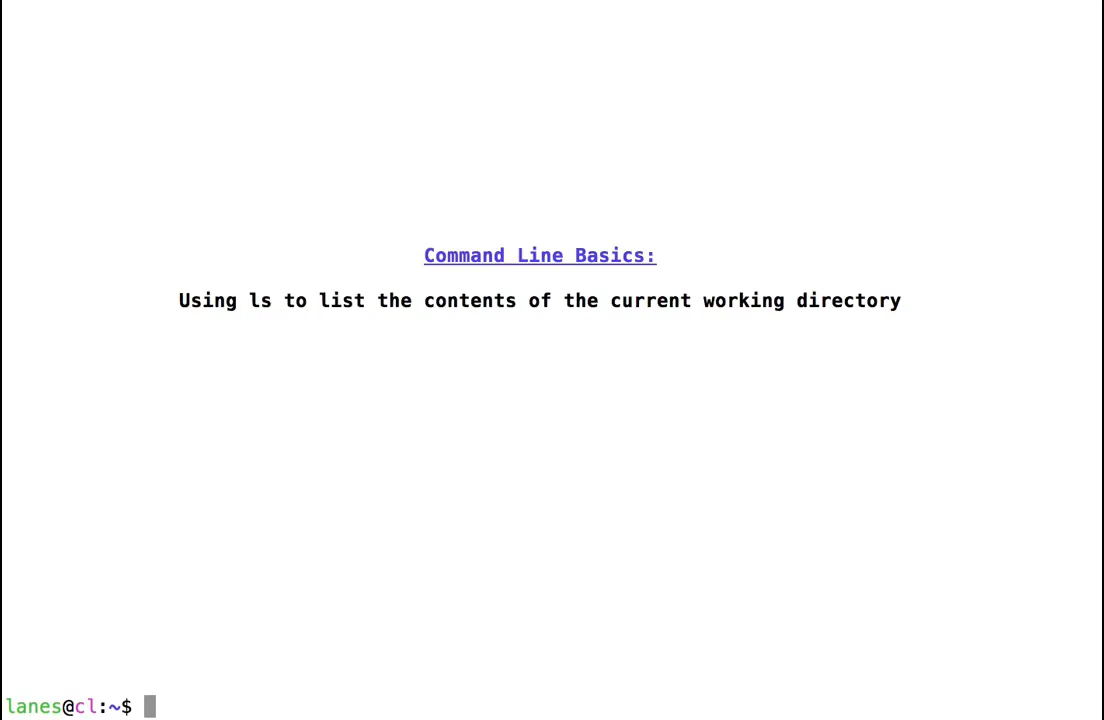 Command Line Basics:
Using ls to list the contents of the current working directory
lanes@cl:~$